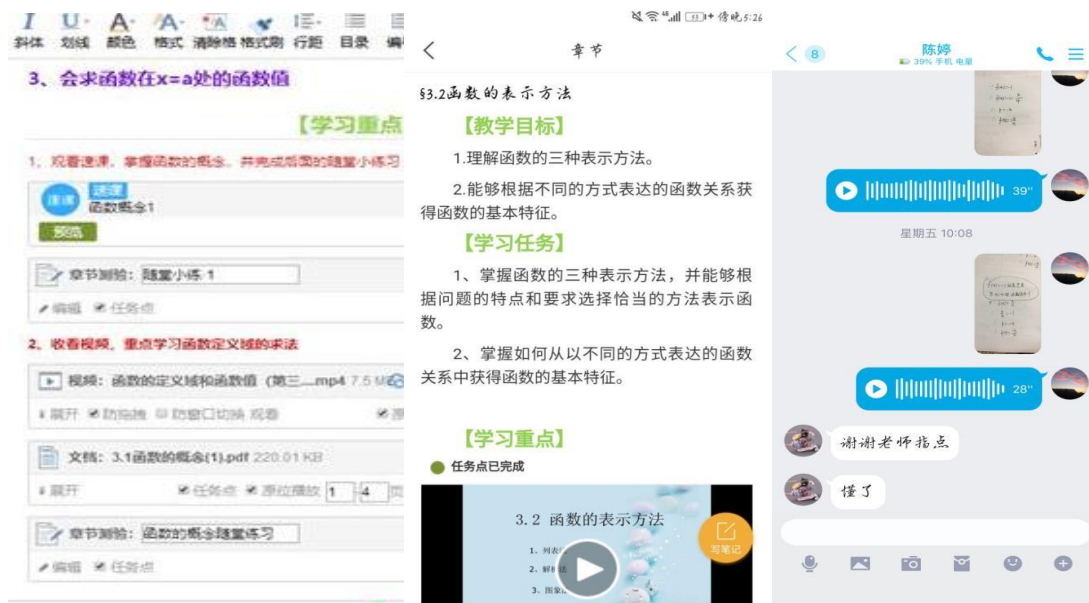 斜体 划线 颜色 格式 清除格 格式刷 行距 目录
3、会求函数在x=a处的函数值
【学习重点
1、观看速课，掌握函数的概念，并完成后面的随堂小练习
速课 速课
函数概念1
预览
章节测验：随堂小练 1
编辑 任务点
2、收看视频，重点学习函数定义域的求法
视频：函数的定义域和函数值（第三....mp4 7.5 M
展开 防拖拽 防窗口切换 观看
文档：3.1函数的概念(1).pdf 220.01 KB
展开 任务点 原位播放 1 - 4 页
章节测验：函数的概念随堂练习
编辑 任务点
53 傍晚5:26
章节
§3.2函数的表示方法
【教学目标】
1.理解函数的三种表示方法。
2.能够根据不同的方式表达的函数关系获
得函数的基本特征。
【学习任务】
1、掌握函数的三种表示方法，并能够根
据问题的特点和要求选择恰当的方法表示函
数。
2、掌握如何从以不同的方式表达的函数
关系中获得函数的基本特征。
【学习重点】
任务点已完成
3.2 函数的表示方法
1、列表
2、解析法
3、图象
写笔记
8
陈婷
39% 手机 电量
39"
星期五 10:08
28"
谢谢老师指点
懂了